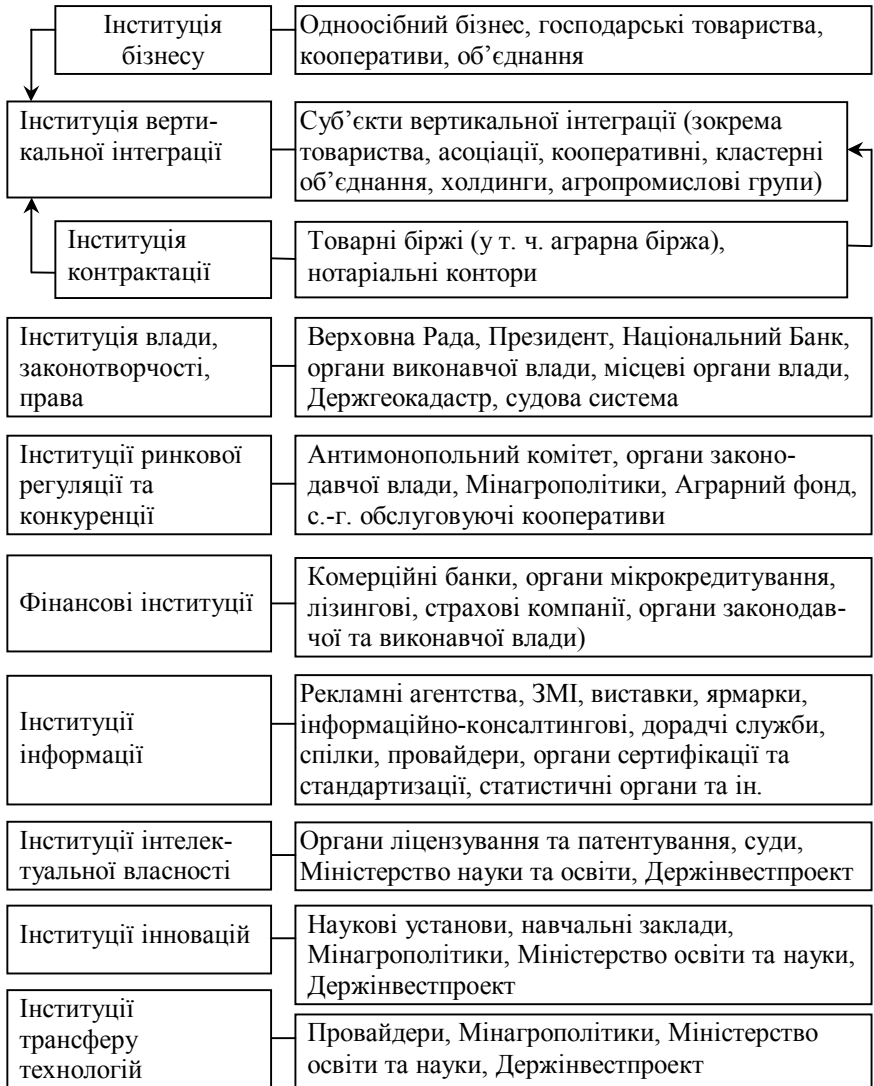 Інституція
бізнесу
Одноосібний бізнес, господарські товариства,
кооперативи, об’єднання
Інституція верти-
кальної інтеграції
Суб’єкти вертикальної інтеграції (зокрема
товариства, асоціації, кооперативні, кластерні
об’єднання, холдинги, агропромислові групи)
Інституція
контрактації
Товарні біржі (у т. ч. аграрна біржа),
нотаріальні контори
Інституція влади,
законотворчості,
права
Верховна Рада, Президент, Національний Банк,
органи виконавчої влади, місцеві органи влади,
Держгеокадастр, судова система
Інституції ринкової
регуляції та
конкуренції
Антимонопольний комітет, органи законо-
давчої влади, Мінагрополітики, Аграрний фонд,
с.-г. обслуговуючі кооперативи
Фінансові інституції
Комерційні банки, органи мікрокредитування,
лізингові, страхові компанії, органи законодав-
чої та виконавчої влади)
Інституції
інформації
Рекламні агентства, ЗМІ, виставки, ярмарки,
інформаційно-консалтингові, дорадчі служби,
спілки, провайдери, органи сертифікації та
стандартизації, статистичні органи та ін.
Інституції інтелек-
туальної власності
Органи ліцензування та патентування, суди,
Міністерство науки та освіти, Держінвестпроект
Інституції інновацій
Наукові установи, навчальні заклади,
Мінагрополітики, Міністерство освіти та науки,
Держінвестпроект
Інституції
трансферу
технологій
Провайдери, Мінагрополітики, Міністерство
освіти та науки, Держінвестпроект